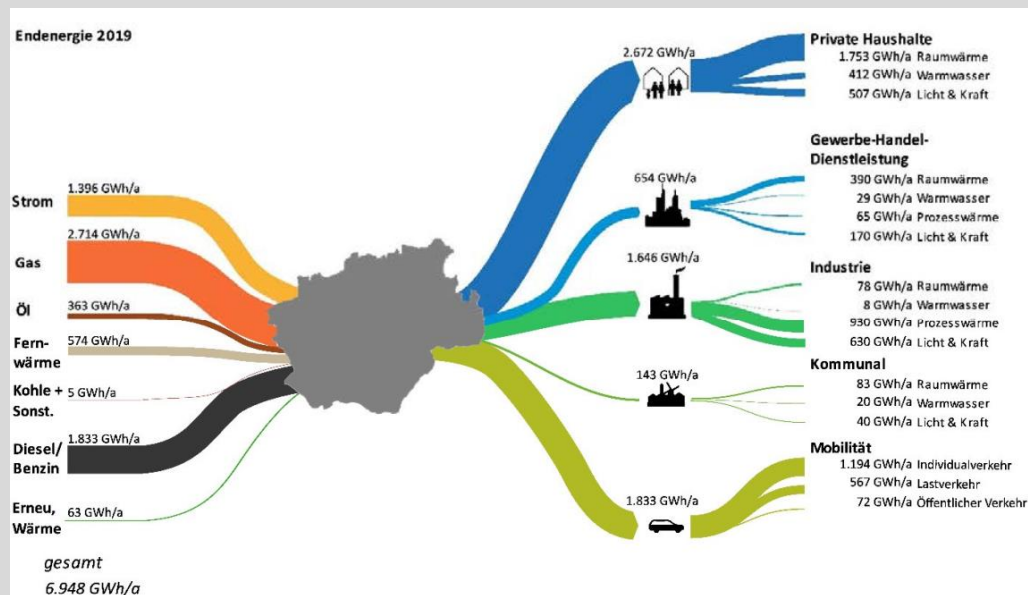 Endenergie 2019
Strom
1.396 GWh/a
Gas
2.714 GWh/a
Öl
363 GWh/a
Fern-
wärme
574 GWh/a
Kohle +
Sonst.
5 GWh/a
Diesel/
Benzin
1.833 GWh/a
Erneu,
Wärme
63 GWh/a
gesamt
6.948 GWh/a
2.672 GWh/a
Private Haushalte
1.753 GWh/a Raumwärme
412 GWh/a Warmwasser
507 GWh/a Licht & Kraft
654 GWh/a
Gewerbe-Handel-
Dienstleistung
390 GWh/a Raumwärme
29 GWh/a Warmwasser
65 GWh/a Prozesswärme
170 GWh/a Licht & Kraft
1.646 GWh/a
Industrie
78 GWh/a Raumwärme
8 GWh/a Warmwasser
930 GWh/a Prozesswärme
630 GWh/a Licht & Kraft
143 GWh/a
Kommunal
83 GWh/a Raumwärme
20 GWh/a Warmwasser
40 GWh/a Licht & Kraft
1.833 GWh/a
Mobilität
1.194 GWh/a Individualverkehr
567 GWh/a Lastverkehr
72 GWh/a Öffentlicher Verkehr